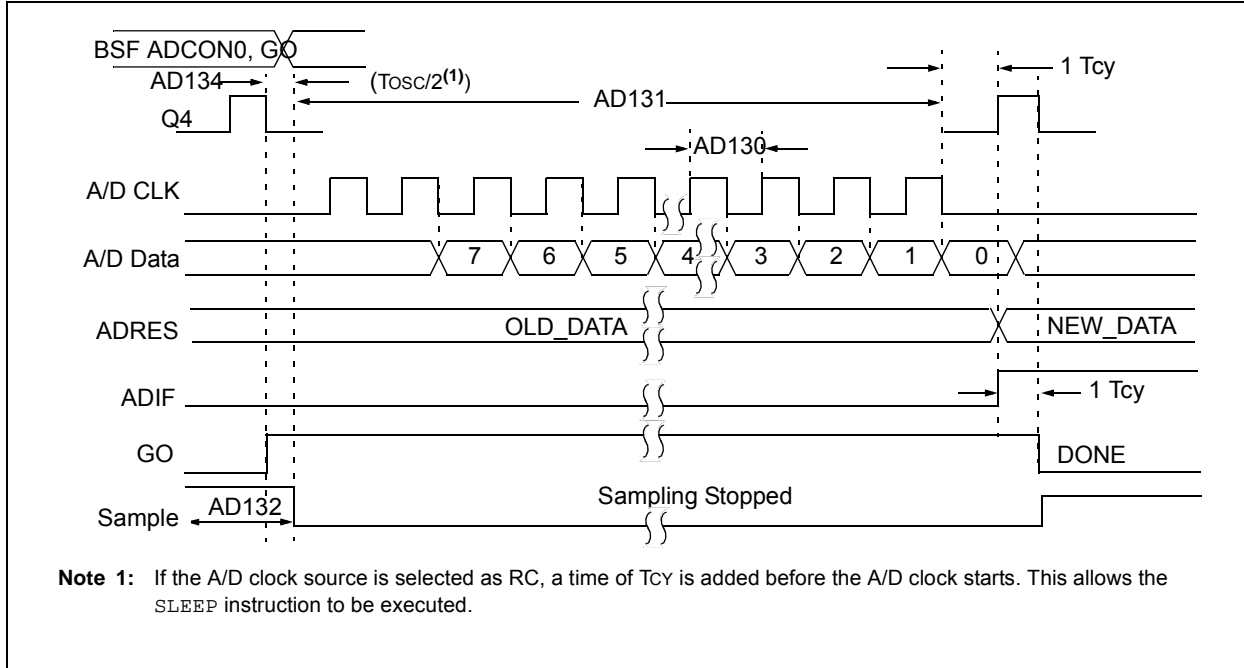 BSF ADCON0, GO
1 TCY
AD134
(TOSC/2(1))
AD131
Q4
AD130
A/D CLK
A/D Data
7 6 5 4 3 2 1 0
ADRES
OLD_DATA
NEW_DATA
ADIF
1 TCY
GO
DONE
Sampling Stopped
AD132
Sample
Note 1: If the A/D clock source is selected as RC, a time of TCY is added before the A/D clock starts. This allows the
SLEEP instruction to be executed.